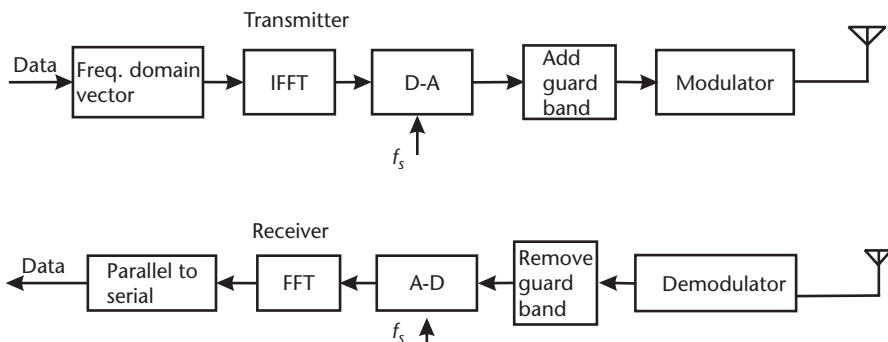 Transmitter
Data
Freq. domain
vector
IFFT
D-A
Add
guard
band
Modulator
fs
Receiver
Data
Parallel to
serial
FFT
A-D
Remove
guard
band
Demodulator
fs